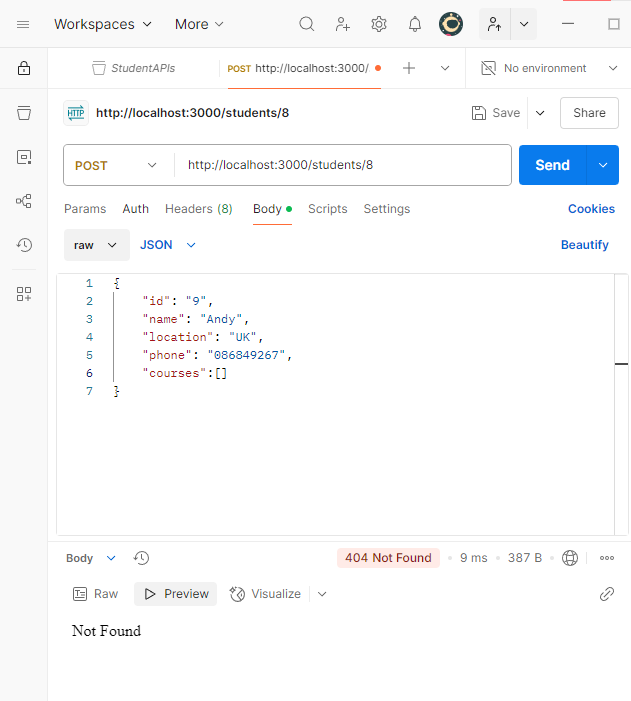 Workspaces More
StudentAPIs POST http://localhost:3000/ No environment
HTTP http://localhost:3000/students/8 Save Share
POST http://localhost:3000/students/8 Send
Params Auth Headers (8) Body Scripts Settings Cookies
raw JSON Beautify
1 {
2 "id": "9",
3 "name": "Andy",
4 "location": "UK",
5 "phone": "086849267",
6 "courses":[]
7 }
Body 404 Not Found 9 ms 387 B
Raw Preview Visualize
Not Found